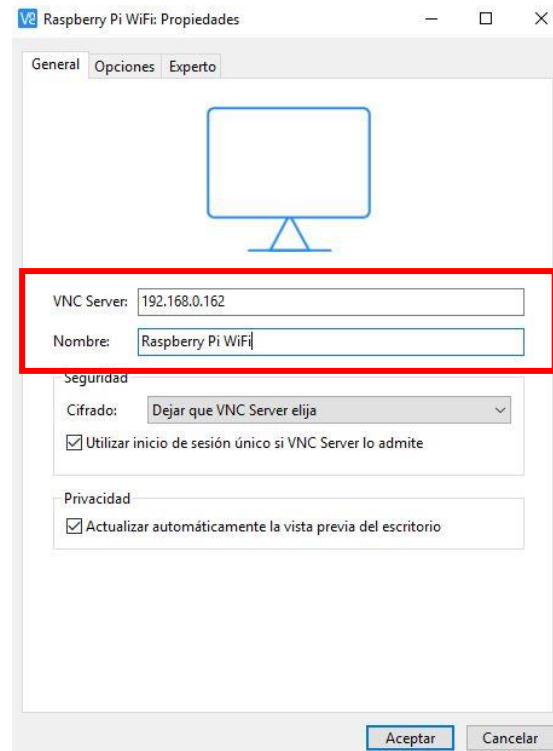 V2 Raspberry Pi WiFi: Propiedades
General Opciones Experto
VNC Server: 192.168.0.162
Nombre: Raspberry Pi WiFi
Seguridad
Cifrado: Dejar que VNC Server elija
Utilizar inicio de sesión único si VNC Server lo admite
Privacidad
Actualizar automáticamente la vista previa del escritorio
Aceptar Cancelar